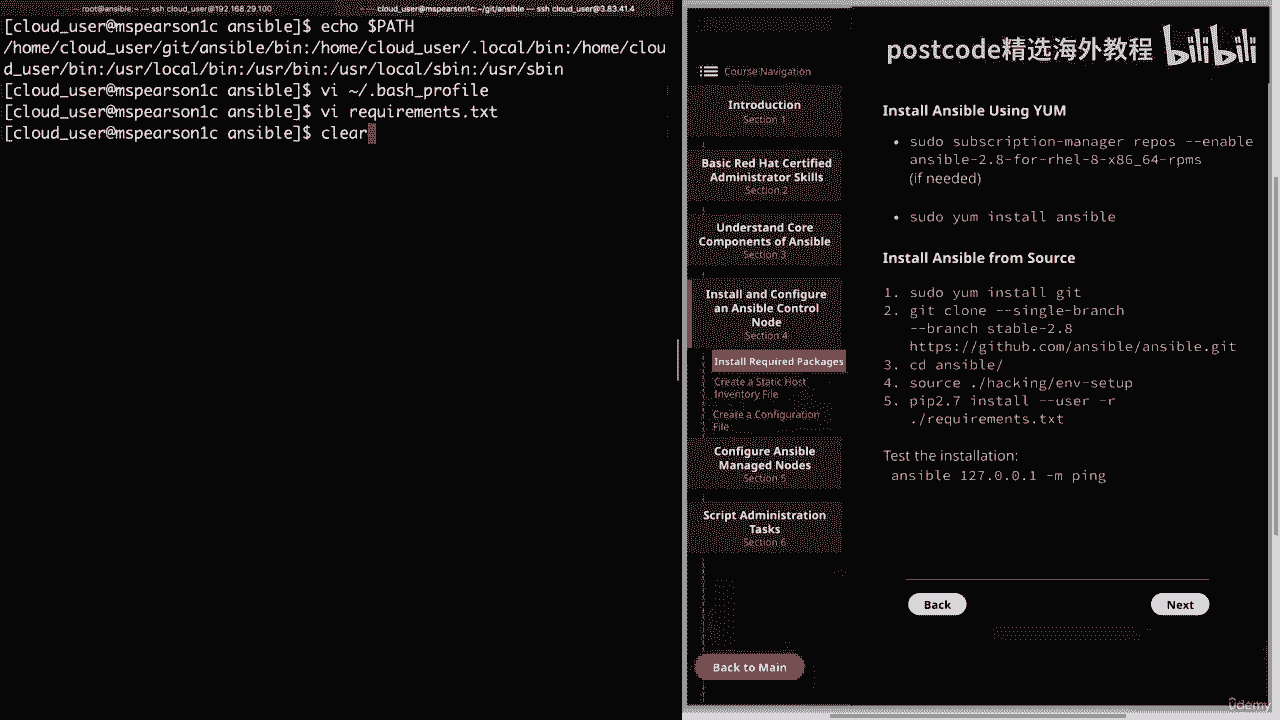 root@ansible:~ — ssh cloud_user@192.168.29.100
cloud_user@mspearson1c:~/git/ansible — ssh cloud_user@3.83.41.4
[cloud_user@mspearson1c ansible]$ echo $PATH
/home/cloud_user/git/ansible/bin:/home/cloud_user/.local/bin:/home/clou
d_user/bin:/usr/local/bin:/usr/bin:/usr/local/sbin:/usr/sbin
[cloud_user@mspearson1c ansible]$ vi ~/.bash_profile
[cloud_user@mspearson1c ansible]$ vi requirements.txt
[cloud_user@mspearson1c ansible]$ clear
postcode精选海外教程 bilibili
Course Navigation
Introduction
Section 1
Basic Red Hat Certified
Administrator Skills
Section 2
Understand Core
Components of Ansible
Section 3
Install and Configure
an Ansible Control
Node
Section 4
Install Required Packages
Create a Static Host
Inventory File
Create a Configuration
File
Configure Ansible
Managed Nodes
Section 5
Script Administration
Tasks
Section 6
Back to Main
Install Ansible Using YUM
• sudo subscription-manager repos --enable
ansible-2.8-for-rhel-8-x86_64-rpms
(if needed)
• sudo yum install ansible
Install Ansible from Source
1. sudo yum install git
2. git clone --single-branch
--branch stable-2.8
https://github.com/ansible/ansible.git
3. cd ansible/
4. source ./hacking/env-setup
5. pip2.7 install --user -r
./requirements.txt
Test the installation:
ansible 127.0.0.1 -m ping
Back
Next
ûdemy